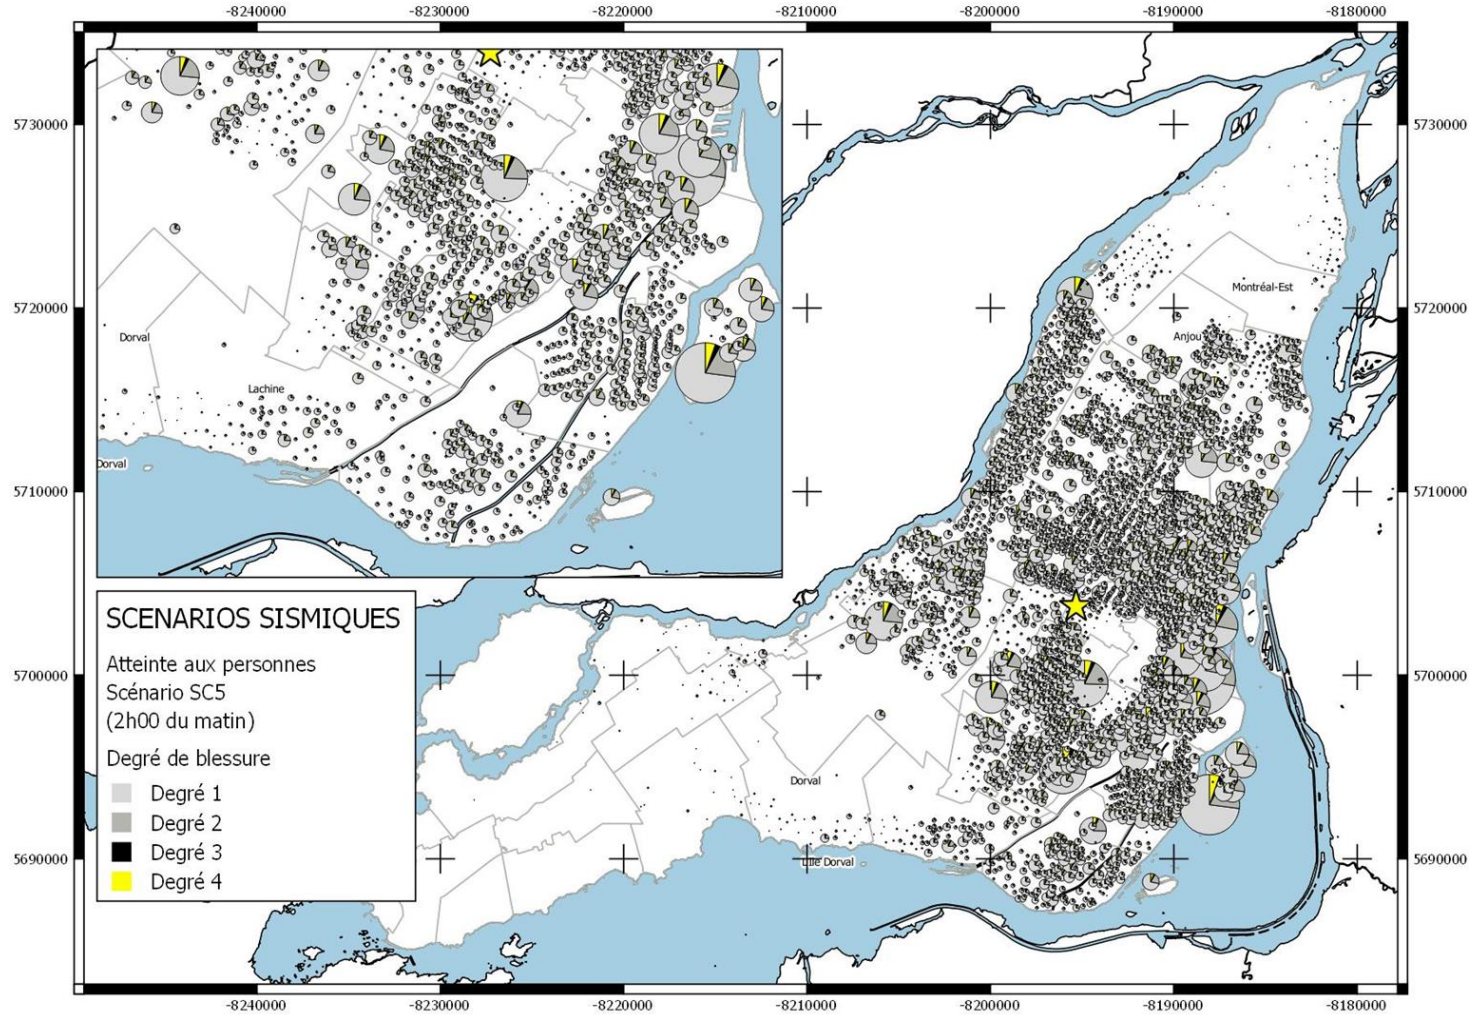 -8240000 -8230000 -8220000 -8210000 -8200000 -8190000 -8180000
5730000 5730000
5720000 5720000
Montréal-Est
Anjou
Dorval
Lachine
Dorval
5710000 5710000
SCENARIOS SISMIQUES
Atteinte aux personnes
Scénario SC5
(2h00 du matin)
Degré de blessure
Degré 1
Degré 2
Degré 3
Degré 4
5700000 5700000
Dorval
5690000 5690000
L'Île Dorval
-8240000 -8230000 -8220000 -8210000 -8200000 -8190000 -8180000